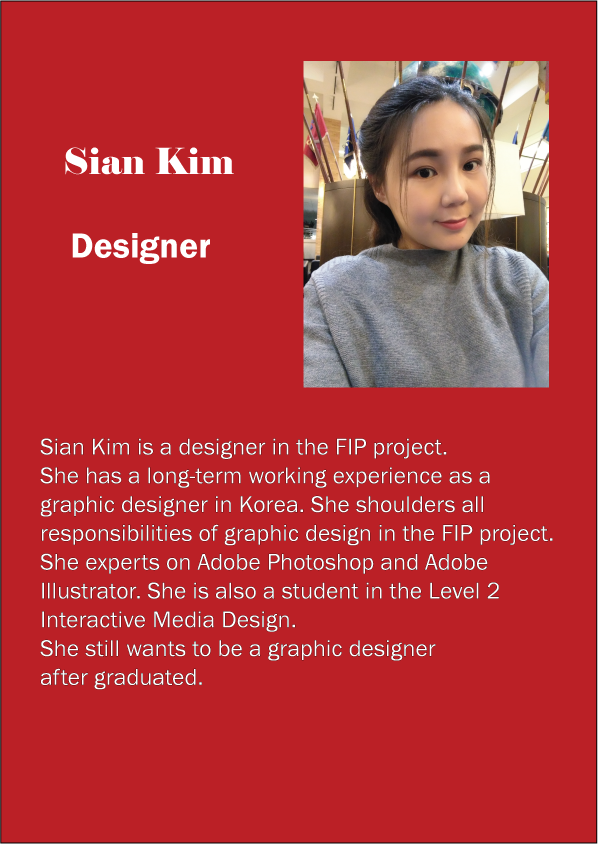 Sian Kim
Designer
Sian Kim is a designer in the FIP project.
She has a long-term working experience as a
graphic designer in Korea. She shoulders all
responsibilities of graphic design in the FIP project.
She experts on Adobe Photoshop and Adobe
Illustrator. She is also a student in the Level 2
Interactive Media Design.
She still wants to be a graphic designer
after graduated.